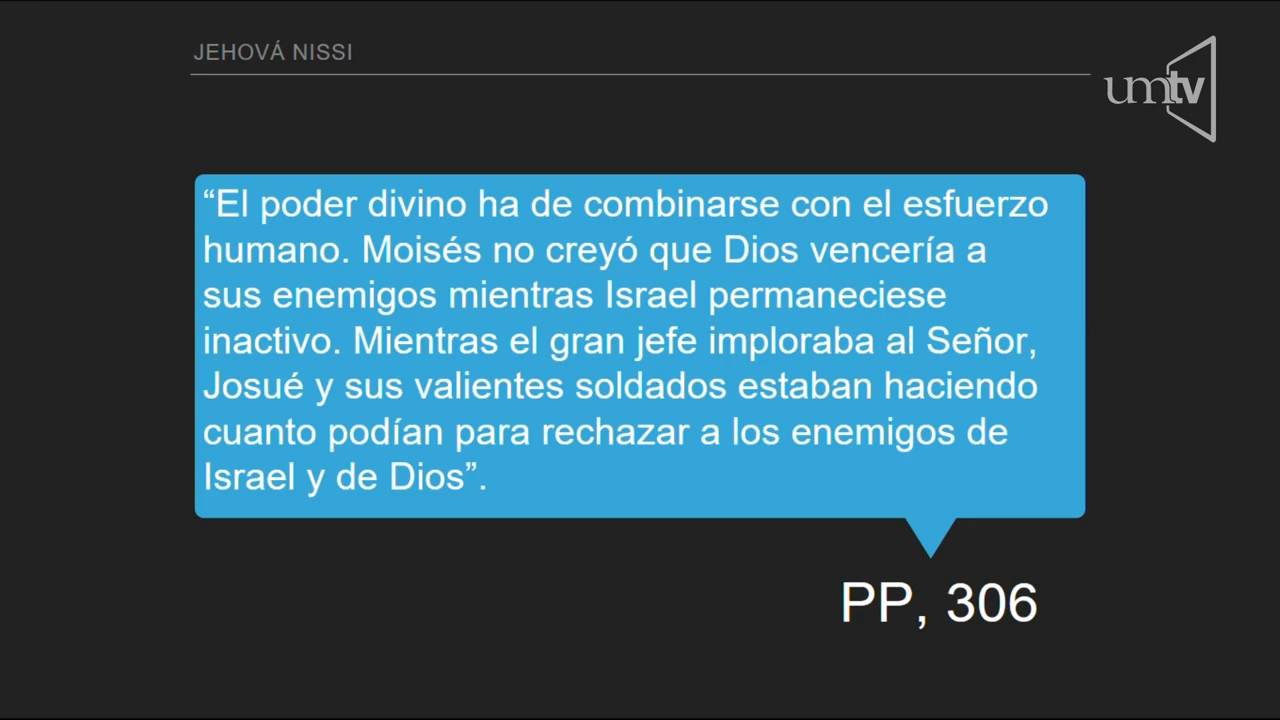 JEHOVÁ NISSI
umtv
“El poder divino ha de combinarse con el esfuerzo
humano. Moisés no creyó que Dios vencería a
sus enemigos mientras Israel permaneciese
inactivo. Mientras el gran jefe imploraba al Señor,
Josué y sus valientes soldados estaban haciendo
cuanto podían para rechazar a los enemigos de
Israel y de Dios”.
PP, 306